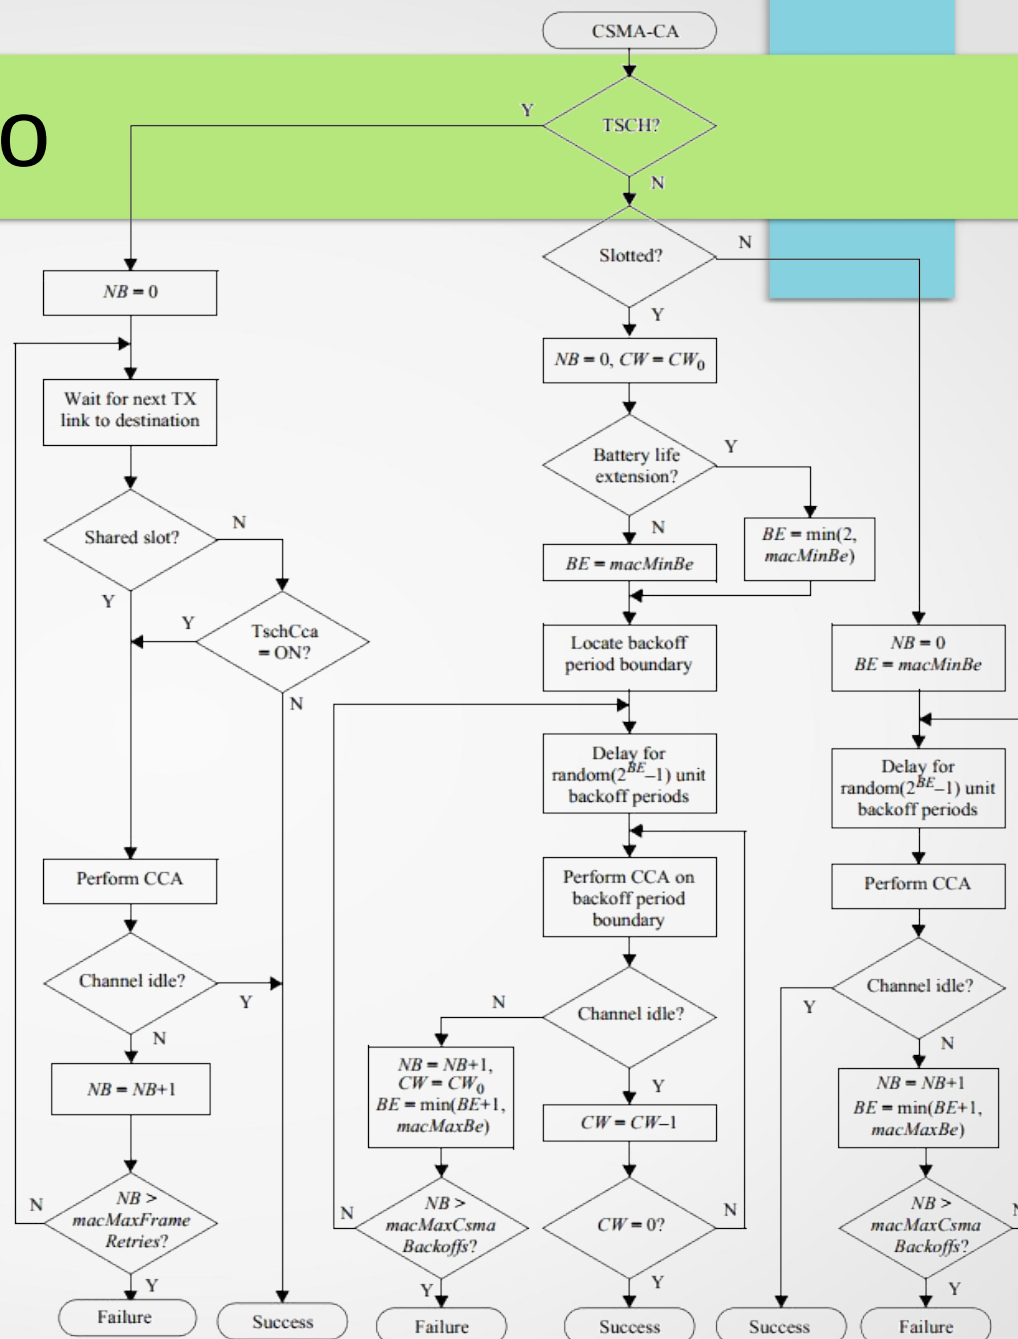 o
CSMA-CA
TSCH?
Y
N
Slotted?
N
Y
NB = 0
Wait for next TX
link to destination
Shared slot?
N
Y
TschCca
= ON?
Y
N
Perform CCA
Channel idle?
Y
N
NB = NB+1
NB >
macMaxFrame
Retries?
N
Y
Failure
Success
NB = 0, CW = CW0
Battery life
extension?
Y
N
BE = min(2,
macMinBe)
BE = macMinBe
Locate backoff
period boundary
Delay for
random(2^BE–1) unit
backoff periods
Perform CCA on
backoff period
boundary
Channel idle?
N
Y
NB = NB+1,
CW = CW0
BE = min(BE+1,
macMaxBe)
CW = CW–1
NB >
macMaxCsma
Backoffs?
N
Y
CW = 0?
N
Y
Failure
Success
NB = 0
BE = macMinBe
Delay for
random(2^BE–1) unit
backoff periods
Perform CCA
Channel idle?
Y
N
NB = NB+1
BE = min(BE+1,
macMaxBe)
NB >
macMaxCsma
Backoffs?
N
Y
Success
Failure